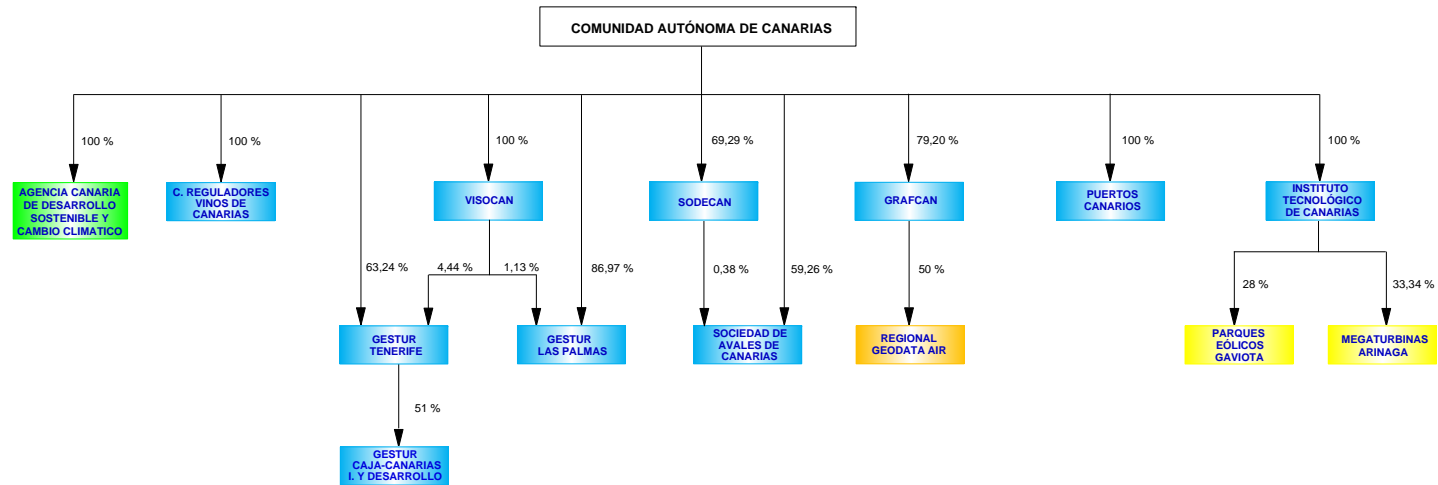 COMUNIDAD AUTÓNOMA DE CANARIAS
100 %
100 %
100 %
69,29 %
79,20 %
100 %
100 %
AGENCIA CANARIA
DE DESARROLLO
SOSTENIBLE Y
CAMBIO CLIMATICO
C. REGULADORES
VINOS DE
CANARIAS
VISOCAN
SODECAN
GRAFCAN
PUERTOS
CANARIOS
INSTITUTO
TECNOLÓGICO
DE CANARIAS
63,24 %
4,44 %
1,13 %
86,97 %
0,38 %
59,26 %
50 %
28 %
33,34 %
GESTUR
TENERIFE
GESTUR
LAS PALMAS
SOCIEDAD DE
AVALES DE
CANARIAS
REGIONAL
GEODATA AIR
PARQUES
EÓLICOS
GAVIOTA
MEGATURBINAS
ARINAGA
51 %
GESTUR
CAJA-CANARIAS
I. Y DESARROLLO